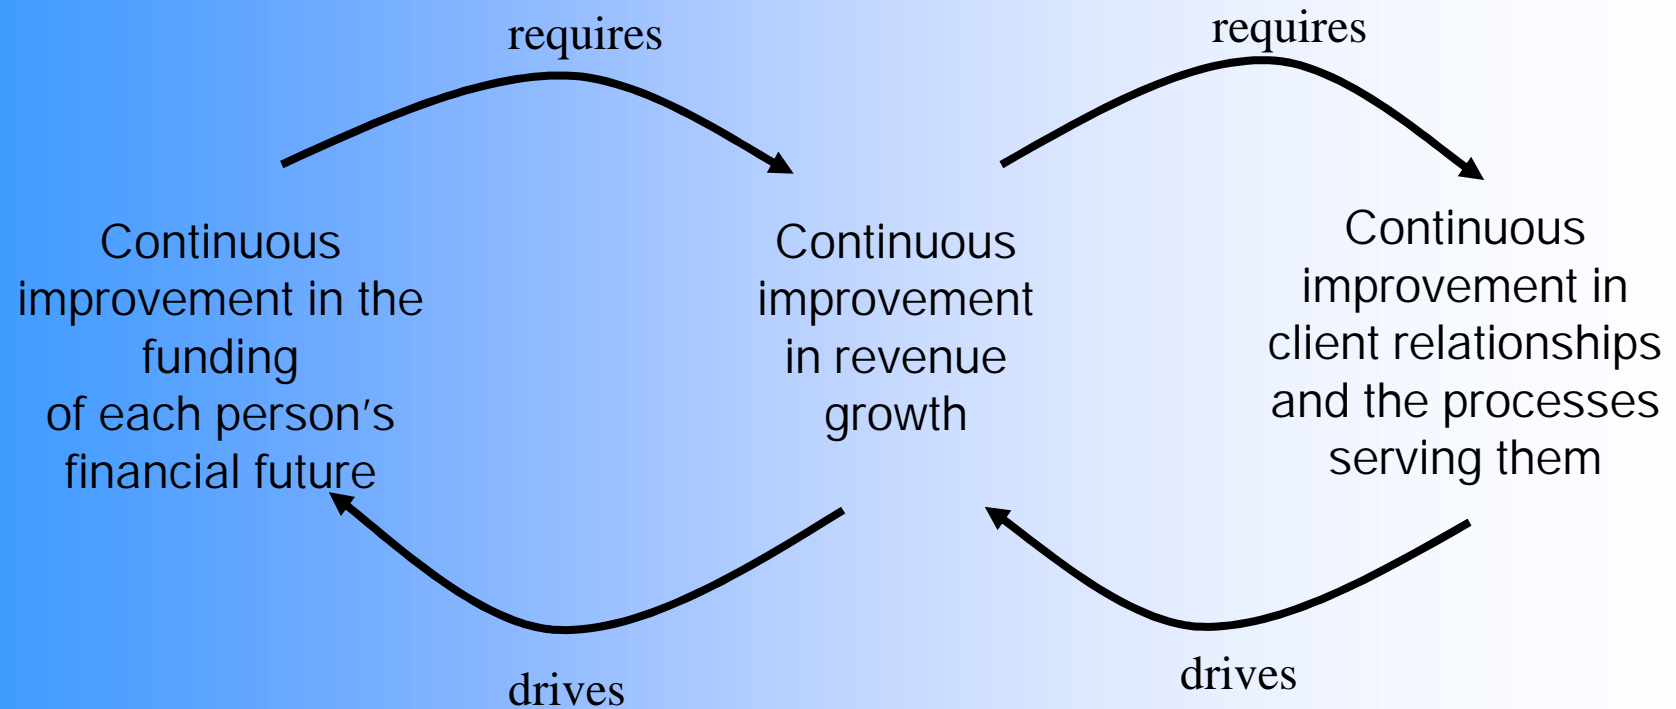 requires
requires
Continuous
improvement in the
funding
of each person's
financial future
Continuous
improvement
in revenue
growth
Continuous
improvement in
client relationships
and the processes
serving them
drives
drives